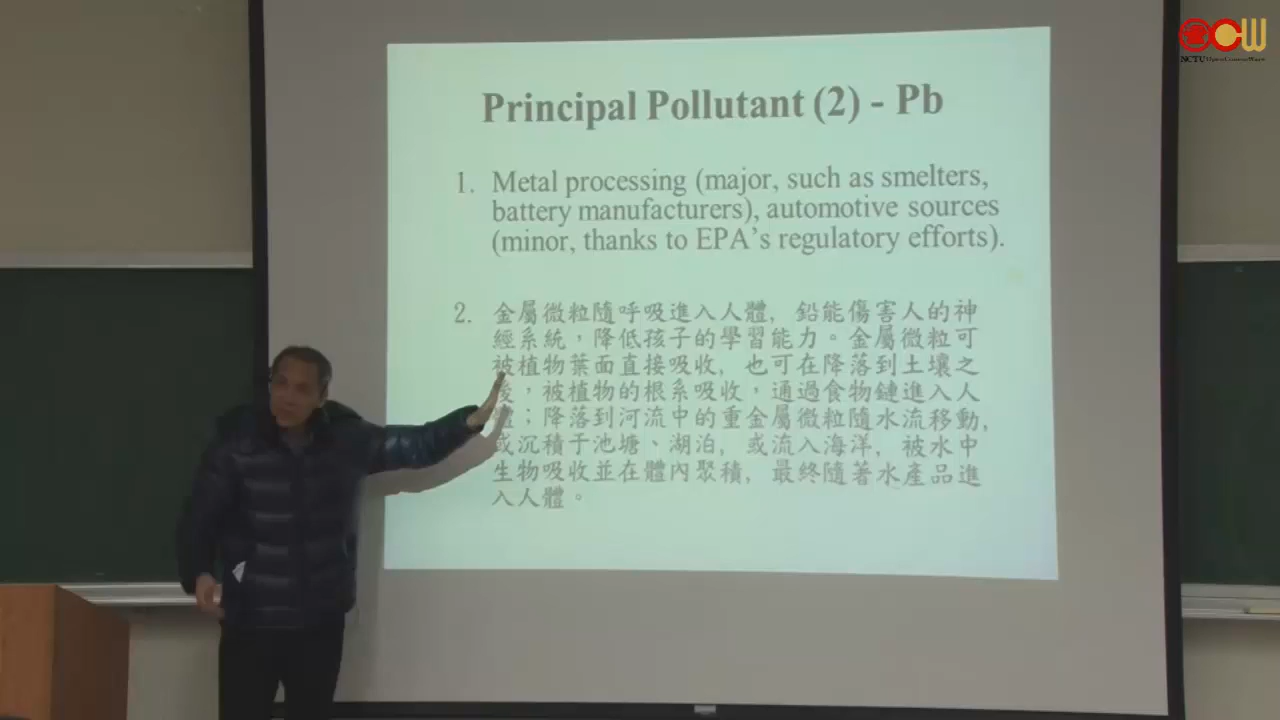 Principal Pollutant (2) - Pb
1. Metal processing (major, such as smelters,
battery manufacturers), automotive sources
(minor, thanks to EPA's regulatory efforts).
2. 金屬微粒隨呼吸進入人體，鉛能傷害人的神
經系統，降低孩子的學習能力。金屬微粒可
被植物葉面直接吸收，也可在降落到土壤之
後，被植物的根系吸收，通過食物鏈進入人
體；降落到河流中的重金屬微粒隨水流移動，
或沉積于池塘、湖泊，或流入海洋，被水中
生物吸收並在體內聚積，最終隨著水產品進
入人體。
NCTU OpenCourseWare